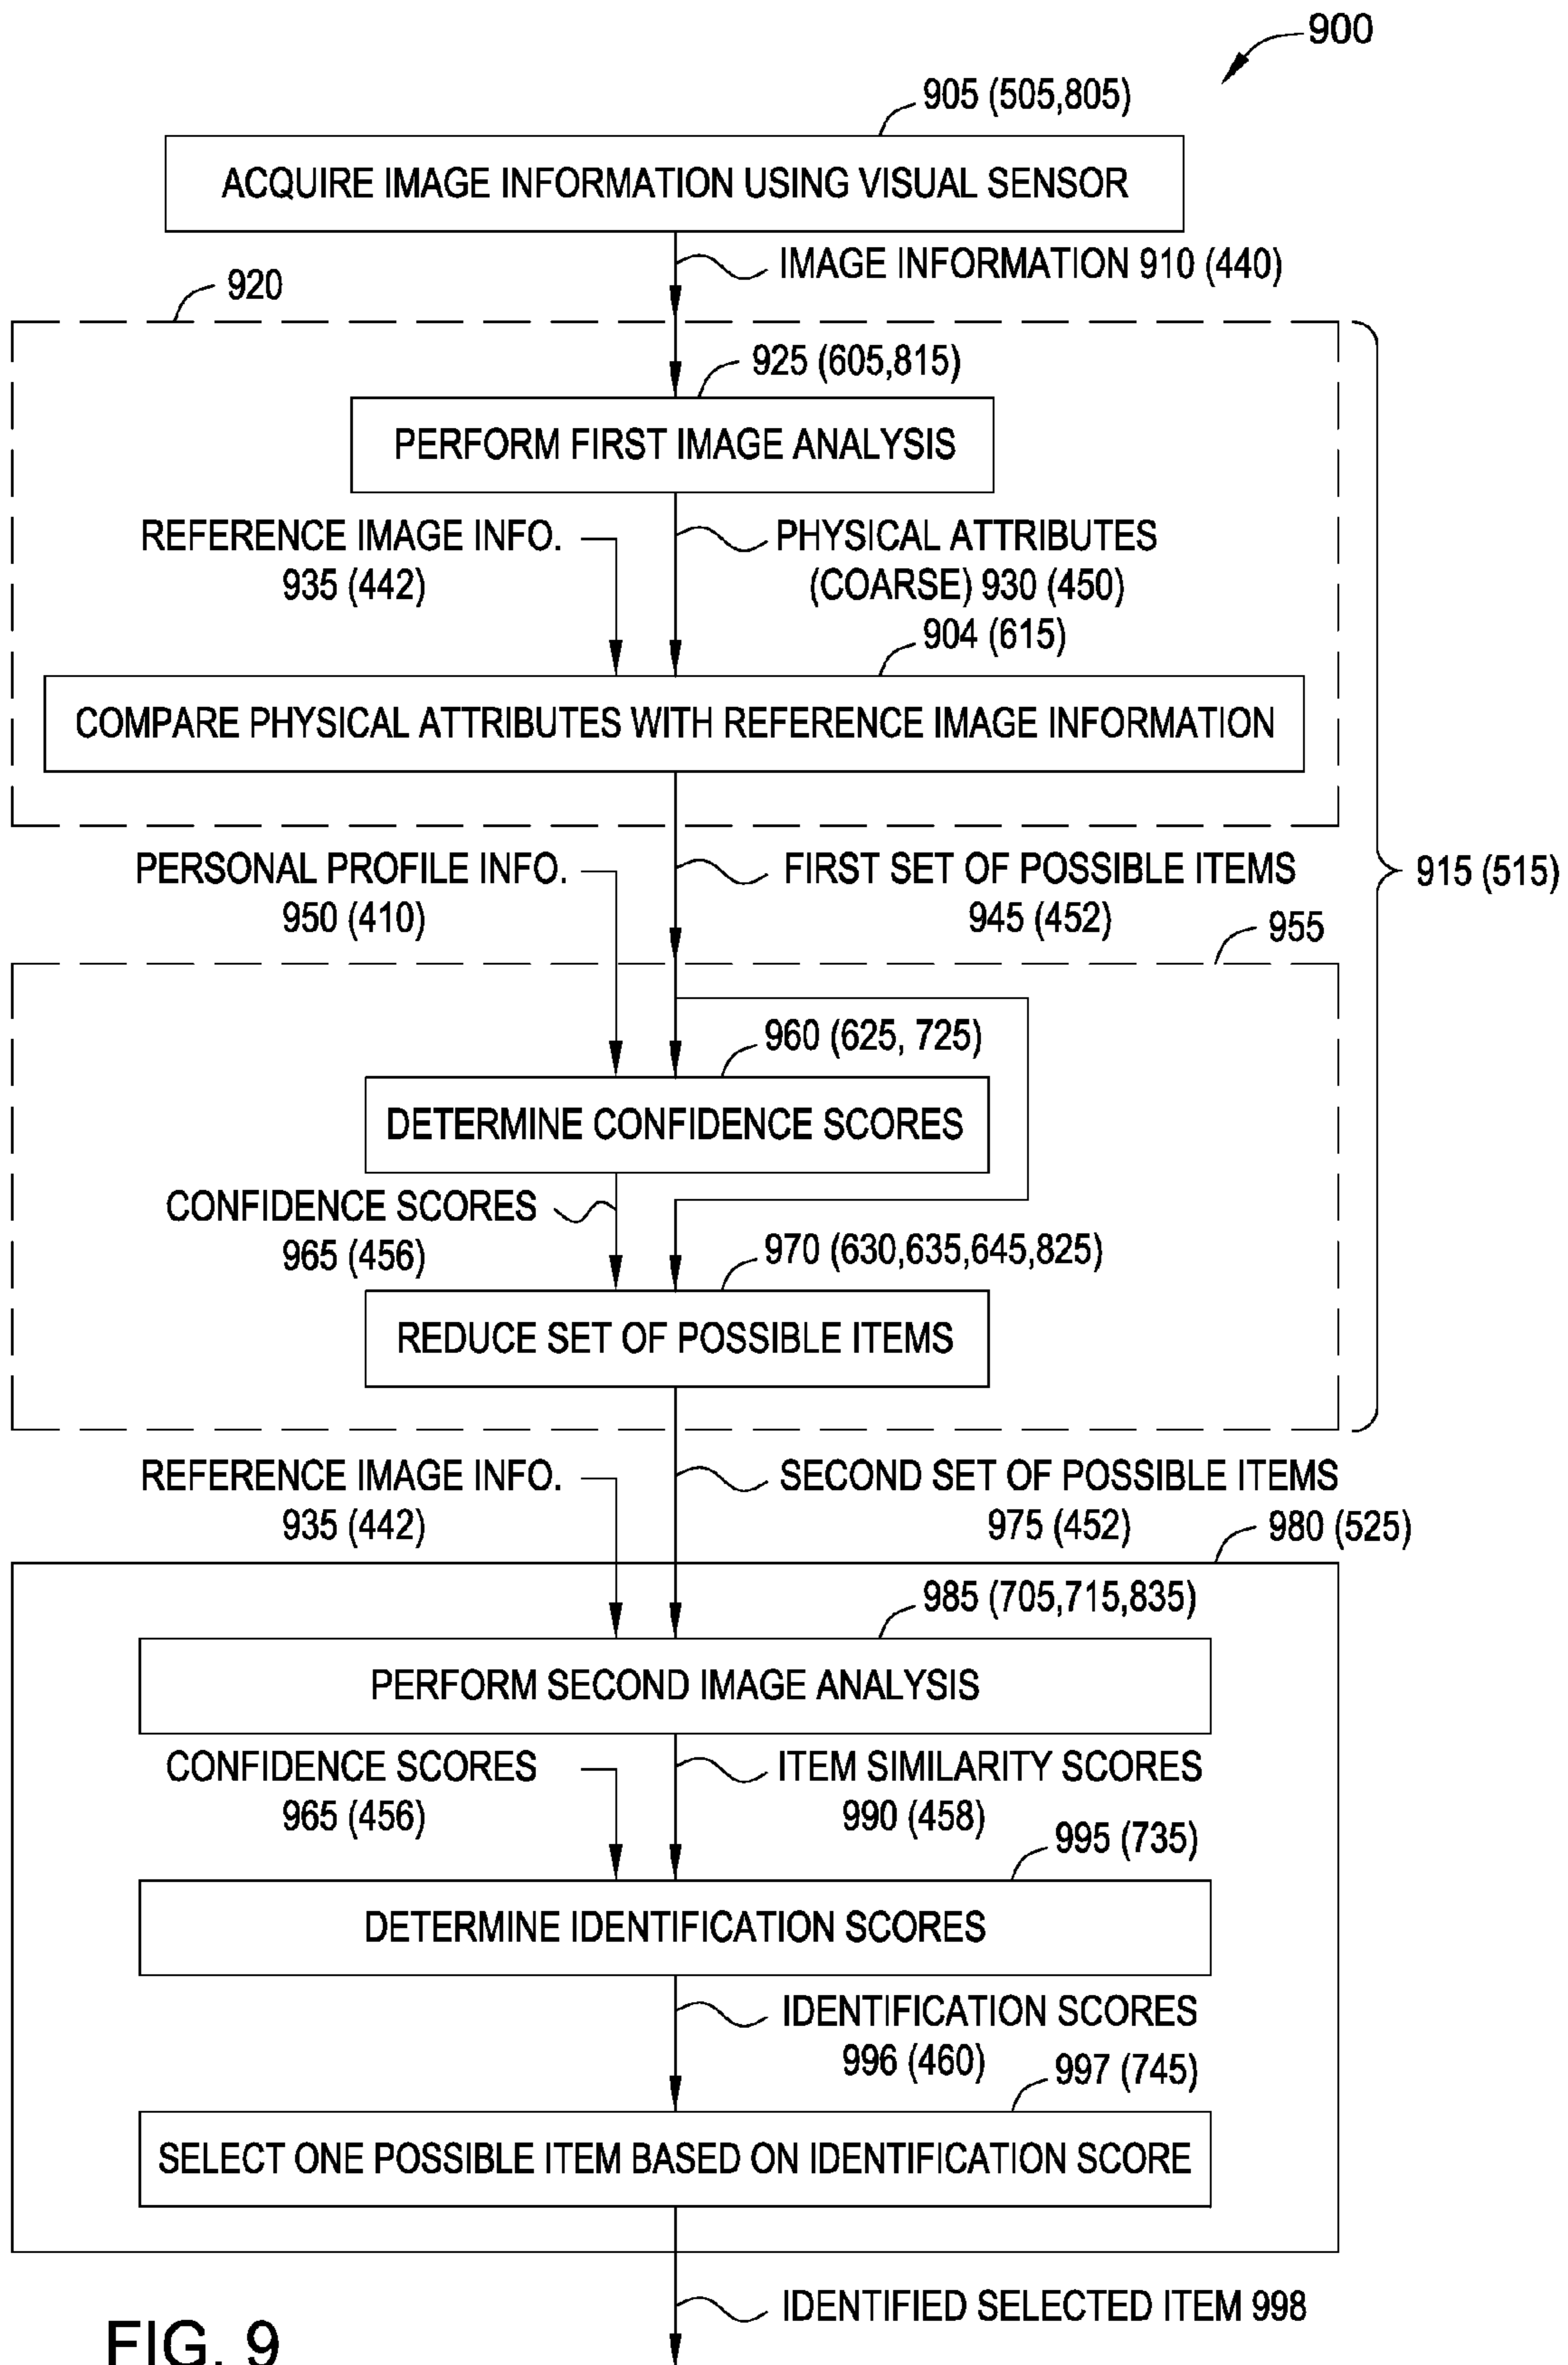 900
905 (505,805)
ACQUIRE IMAGE INFORMATION USING VISUAL SENSOR
IMAGE INFORMATION 910 (440)
920
925 (605,815)
PERFORM FIRST IMAGE ANALYSIS
REFERENCE IMAGE INFO.
935 (442)
PHYSICAL ATTRIBUTES
(COARSE) 930 (450)
904 (615)
COMPARE PHYSICAL ATTRIBUTES WITH REFERENCE IMAGE INFORMATION
PERSONAL PROFILE INFO.
950 (410)
FIRST SET OF POSSIBLE ITEMS
945 (452)
915 (515)
955
960 (625, 725)
DETERMINE CONFIDENCE SCORES
CONFIDENCE SCORES
965 (456)
970 (630,635,645,825)
REDUCE SET OF POSSIBLE ITEMS
REFERENCE IMAGE INFO.
935 (442)
SECOND SET OF POSSIBLE ITEMS
975 (452)
980 (525)
985 (705,715,835)
PERFORM SECOND IMAGE ANALYSIS
CONFIDENCE SCORES
965 (456)
ITEM SIMILARITY SCORES
990 (458)
995 (735)
DETERMINE IDENTIFICATION SCORES
IDENTIFICATION SCORES
996 (460)
997 (745)
SELECT ONE POSSIBLE ITEM BASED ON IDENTIFICATION SCORE
IDENTIFIED SELECTED ITEM 998
FIG. 9